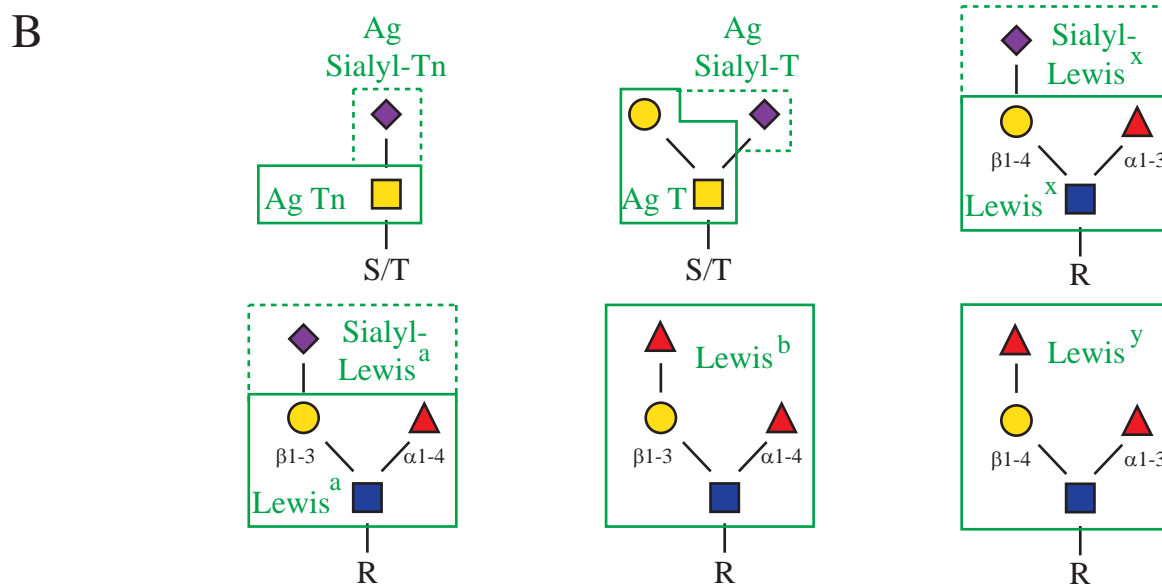 B
Ag
Sialyl-Tn
Ag Tn
S/T
Ag
Sialyl-T
Ag T
S/T
Sialyl-
Lewis^x
β1-4
α1-3
Lewis^x
R
Sialyl-
Lewis^a
β1-3
α1-4
Lewis^a
R
Lewis^b
β1-3
α1-4
R
Lewis^y
β1-4
α1-3
R